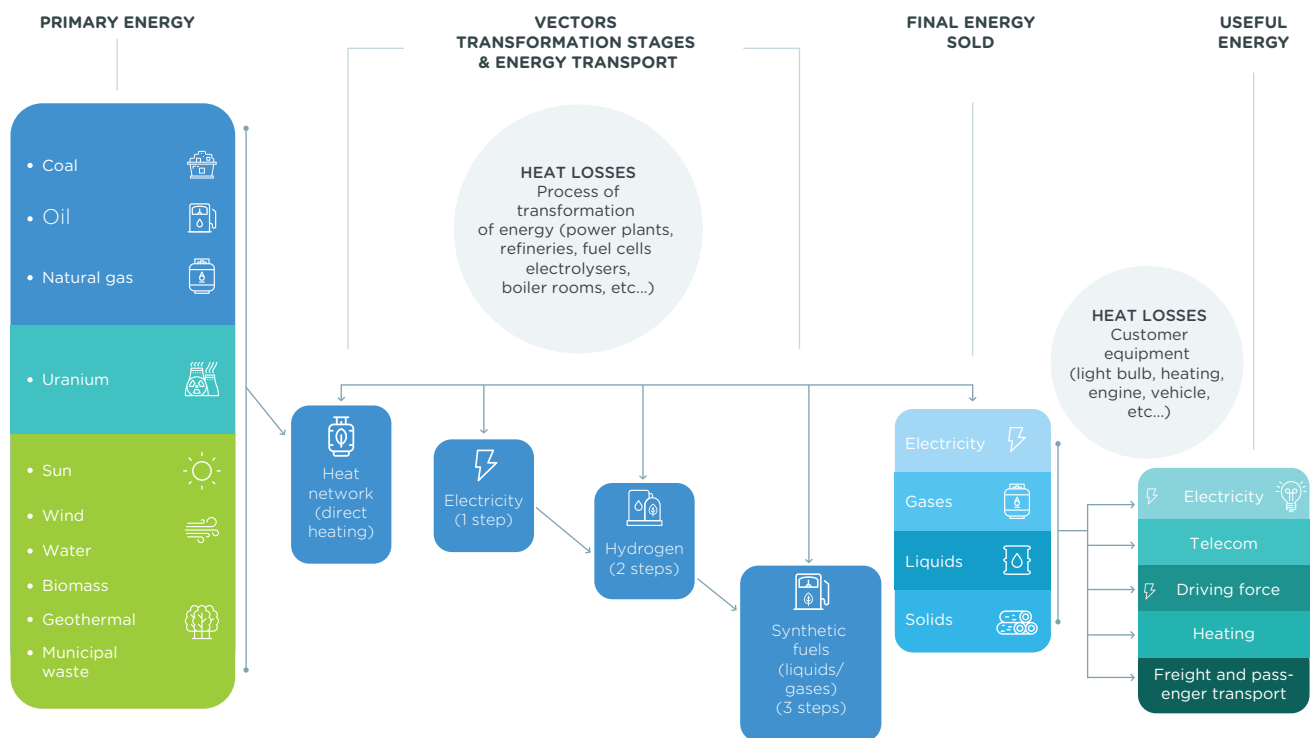 PRIMARY ENERGY
VECTORS
TRANSFORMATION STAGES
& ENERGY TRANSPORT
FINAL ENERGY
SOLD
USEFUL
ENERGY
• Coal
• Oil
• Natural gas
• Uranium
• Sun
• Wind
• Water
• Biomass
• Geothermal
• Municipal
waste
HEAT LOSSES
Process of
transformation
of energy (power plants,
refineries, fuel cells
electrolysers,
boiler rooms, etc...)
Heat
network
(direct
heating)
Electricity
(1 step)
Hydrogen
(2 steps)
Synthetic
fuels
(liquids/
gases)
(3 steps)
Electricity
Gases
Liquids
Solids
HEAT LOSSES
Customer
equipment
(light bulb, heating,
engine, vehicle,
etc...)
Electricity
Telecom
Driving force
Heating
Freight and pass-
enger transport